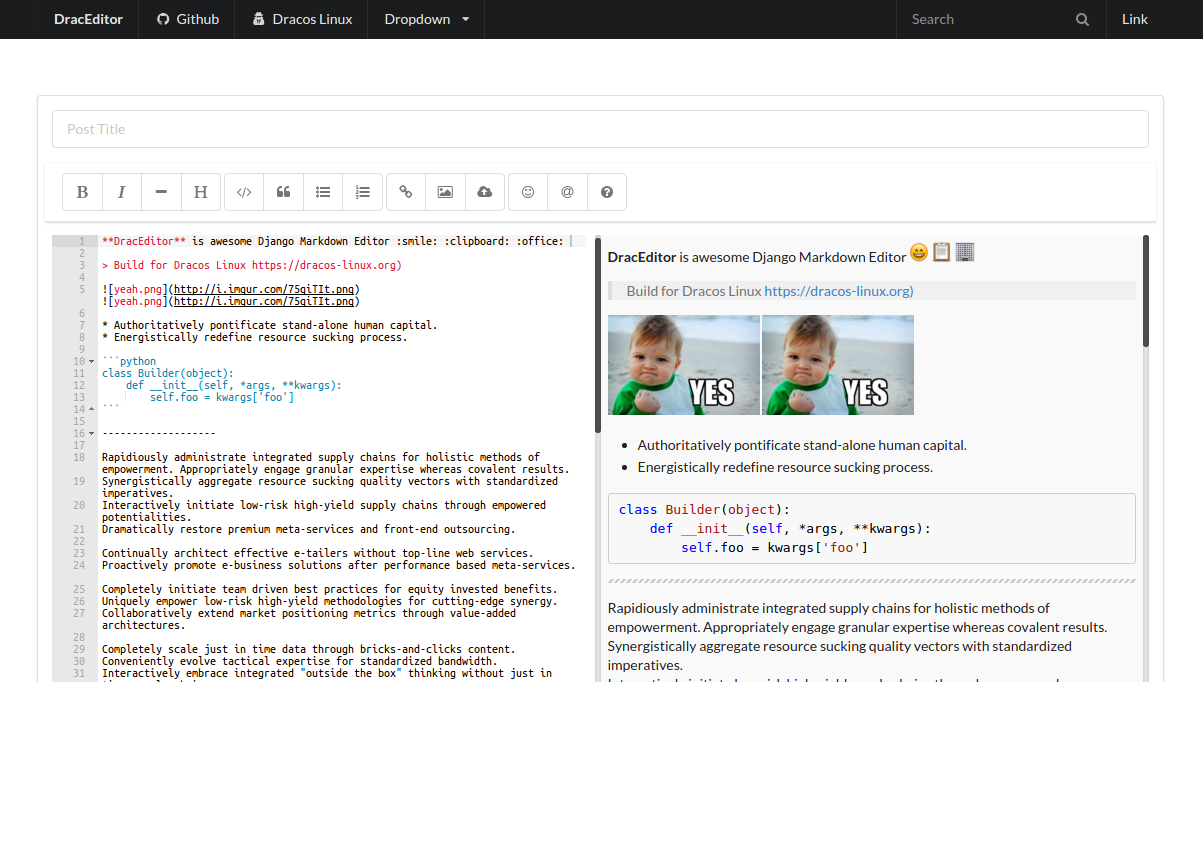 DracEditor Github Dracos Linux Dropdown Search Link
Post Title
B I H </> @
1 **DracEditor** is awesome Django Markdown Editor :smile: :clipboard: :office:
2
3 > Build for Dracos Linux https://dracos-linux.org)
4
5 ![yeah.png](http://i.imgur.com/75qiTIt.png)
![yeah.png](http://i.imgur.com/75qiTIt.png)
6
7 * Authoritatively pontificate stand-alone human capital.
8 * Energistically redefine resource sucking process.
9
10 ```python
11 class Builder(object):
12 def __init__(self, *args, **kwargs):
13 self.foo = kwargs['foo']
14 ```
15
16 -------------------
17
18 Rapidiously administrate integrated supply chains for holistic methods of
empowerment. Appropriately engage granular expertise whereas covalent results.
19 Synergistically aggregate resource sucking quality vectors with standardized
imperatives.
20 Interactively initiate low-risk high-yield supply chains through empowered
potentialities.
21 Dramatically restore premium meta-services and front-end outsourcing.
22
23 Continually architect effective e-tailers without top-line web services.
24 Proactively promote e-business solutions after performance based meta-services.
25 Completely initiate team driven best practices for equity invested benefits.
26 Uniquely empower low-risk high-yield methodologies for cutting-edge synergy.
27 Collaboratively extend market positioning metrics through value-added
architectures.
28
29 Completely scale just in time data through bricks-and-clicks content.
30 Conveniently evolve tactical expertise for standardized bandwidth.
31 Interactively embrace integrated "outside the box" thinking without just in
DracEditor is awesome Django Markdown Editor
Build for Dracos Linux https://dracos-linux.org)
YES YES
Authoritatively pontificate stand-alone human capital.
Energistically redefine resource sucking process.
class Builder(object):
def __init__(self, *args, **kwargs):
self.foo = kwargs['foo']
Rapidiously administrate integrated supply chains for holistic methods of
empowerment. Appropriately engage granular expertise whereas covalent results.
Synergistically aggregate resource sucking quality vectors with standardized
imperatives.